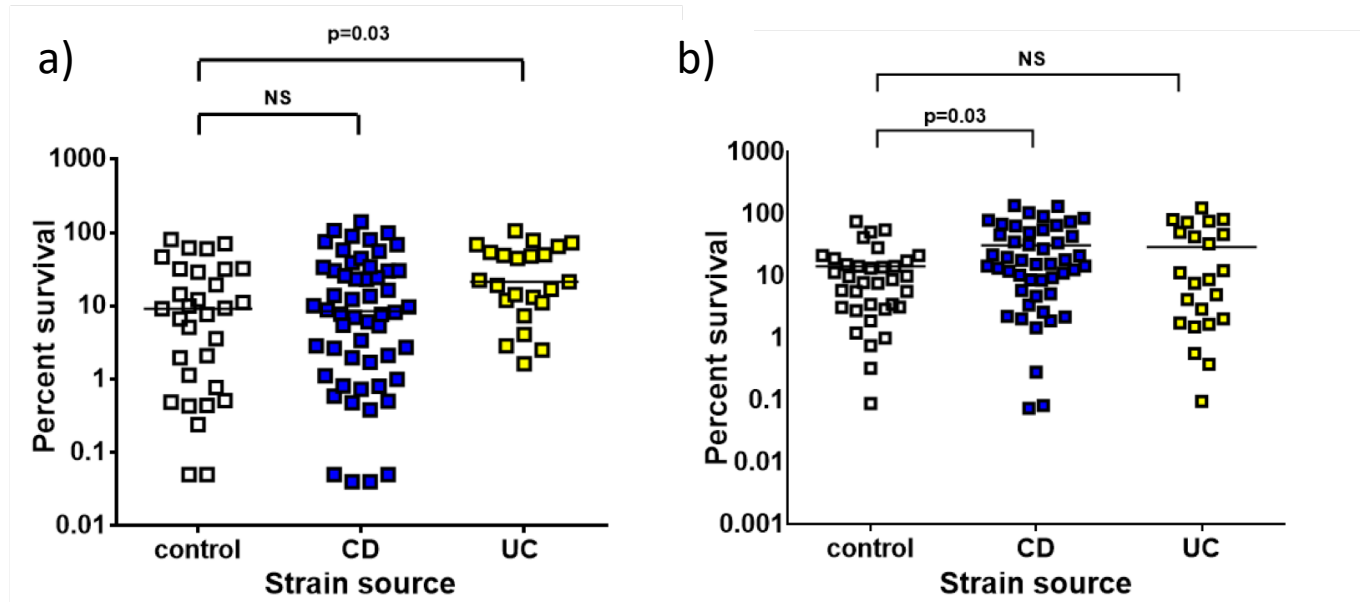 a)
p=0.03
NS
1000
100
10
1
0.1
0.01
Percent survival
control CD UC
Strain source
b)
NS
p=0.03
1000
100
10
1
0.1
0.01
0.001
Percent survival
control CD UC
Strain source